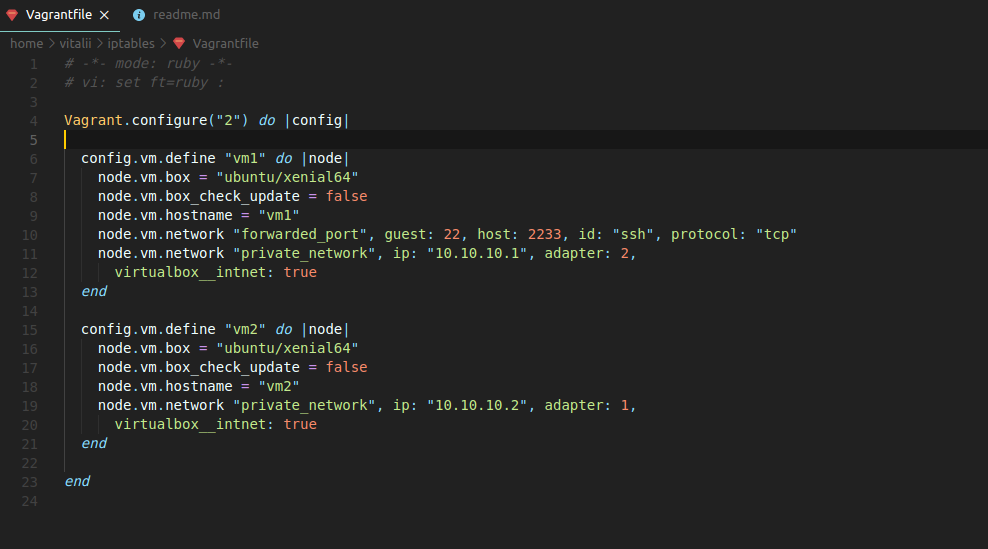 Vagrantfile readme.md
home vitalii iptables Vagrantfile
1 # -*- mode: ruby -*-
2 # vi: set ft=ruby :
3
4 Vagrant.configure("2") do |config|
5
6 config.vm.define "vm1" do |node|
7 node.vm.box = "ubuntu/xenial64"
8 node.vm.box_check_update = false
9 node.vm.hostname = "vm1"
10 node.vm.network "forwarded_port", guest: 22, host: 2233, id: "ssh", protocol: "tcp"
11 node.vm.network "private_network", ip: "10.10.10.1", adapter: 2,
12 virtualbox__intnet: true
13 end
14
15 config.vm.define "vm2" do |node|
16 node.vm.box = "ubuntu/xenial64"
17 node.vm.box_check_update = false
18 node.vm.hostname = "vm2"
19 node.vm.network "private_network", ip: "10.10.10.2", adapter: 1,
20 virtualbox__intnet: true
21 end
22
23 end
24